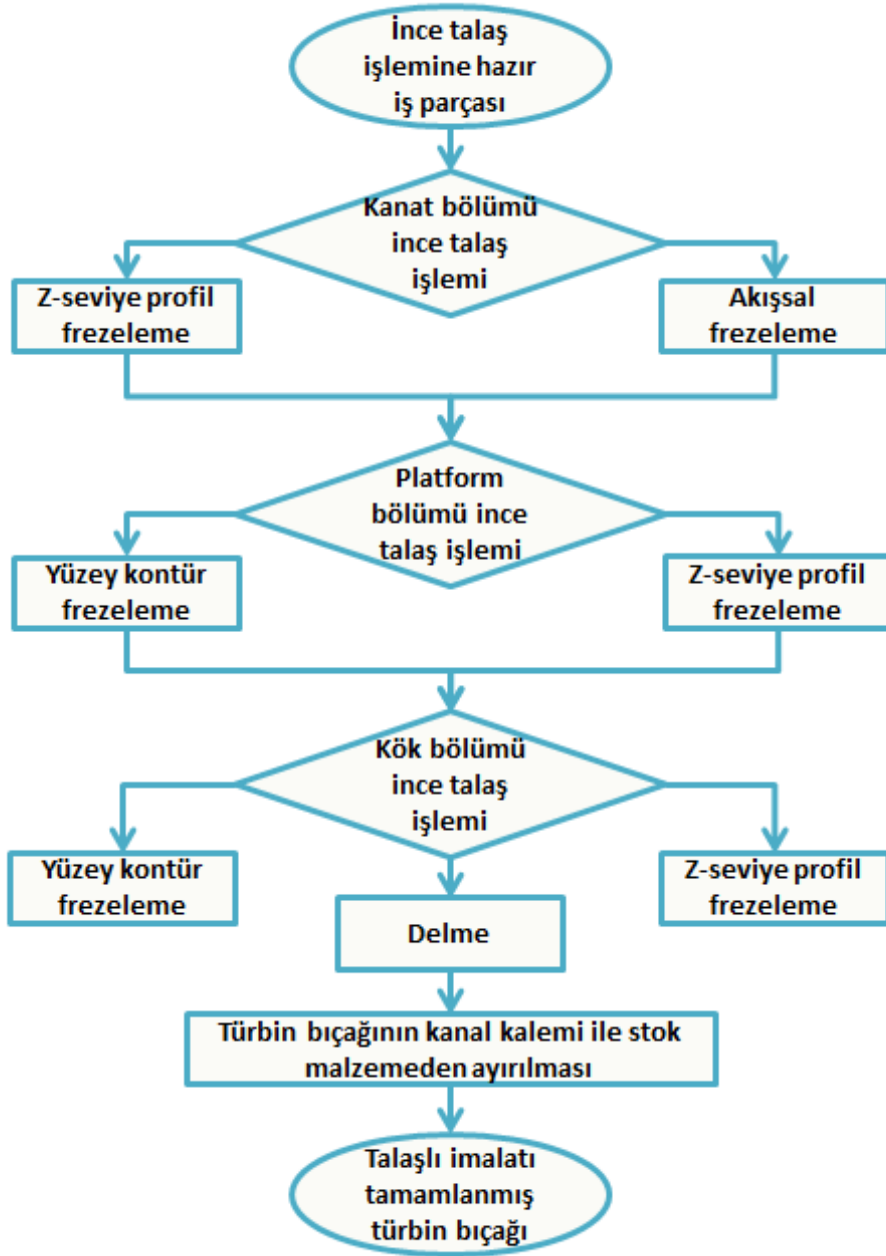 İnce talaş
işlemine hazır
iş parçası
Kanat bölümü
ince talaş
işlemi
Z-seviye profil
frezeleme
Akışsal
frezeleme
Platform
bölümü ince
talaş işlemi
Yüzey kontür
frezeleme
Z-seviye profil
frezeleme
Kök bölümü
ince talaş
işlemi
Yüzey kontür
frezeleme
Z-seviye profil
frezeleme
Delme
Türbin bıçağının kanal kalemi ile stok
malzemeden ayırılması
Talaşlı imalatı
tamamlanmış
türbin bıçağı